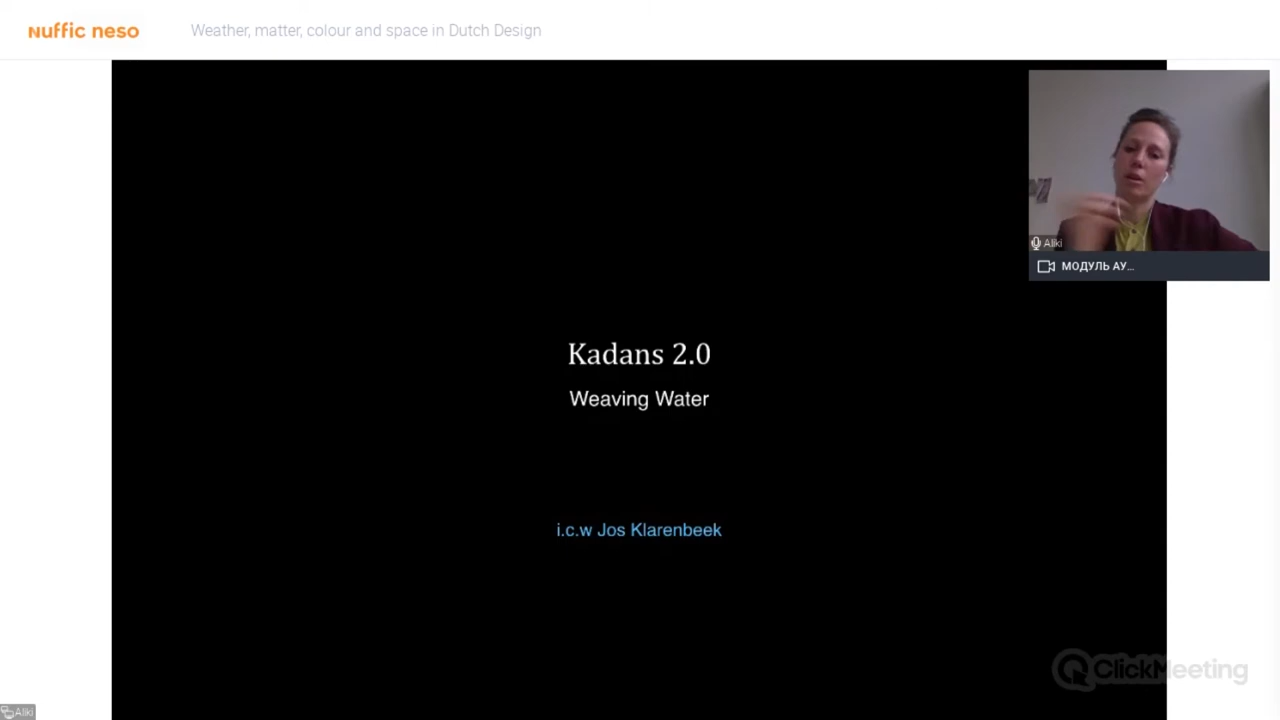 Nuffic neso
Weather, matter, colour and space in Dutch Design
Aliki
МОДУЛЬ АУ...
Kadans 2.0
Weaving Water
i.c.w Jos Klarenbeek
ClickMeeting
Aliki